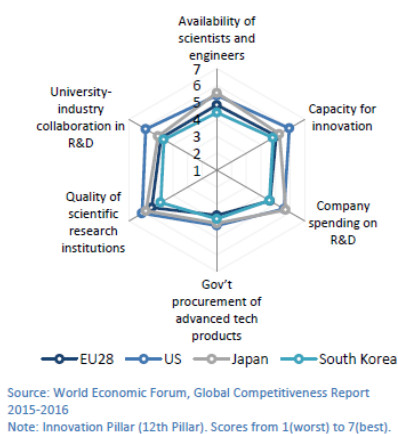 Availability of
scientists and
engineers
7
6
5
4
3
2
1
University-
industry
collaboration in
R&D
Capacity for
innovation
Quality of
scientific
research
institutions
Company
spending on
R&D
Gov't
procurement of
advanced tech
products
EU28 US Japan South Korea
Source: World Economic Forum, Global Competitiveness Report
2015-2016
Note: Innovation Pillar (12th Pillar). Scores from 1(worst) to 7(best).